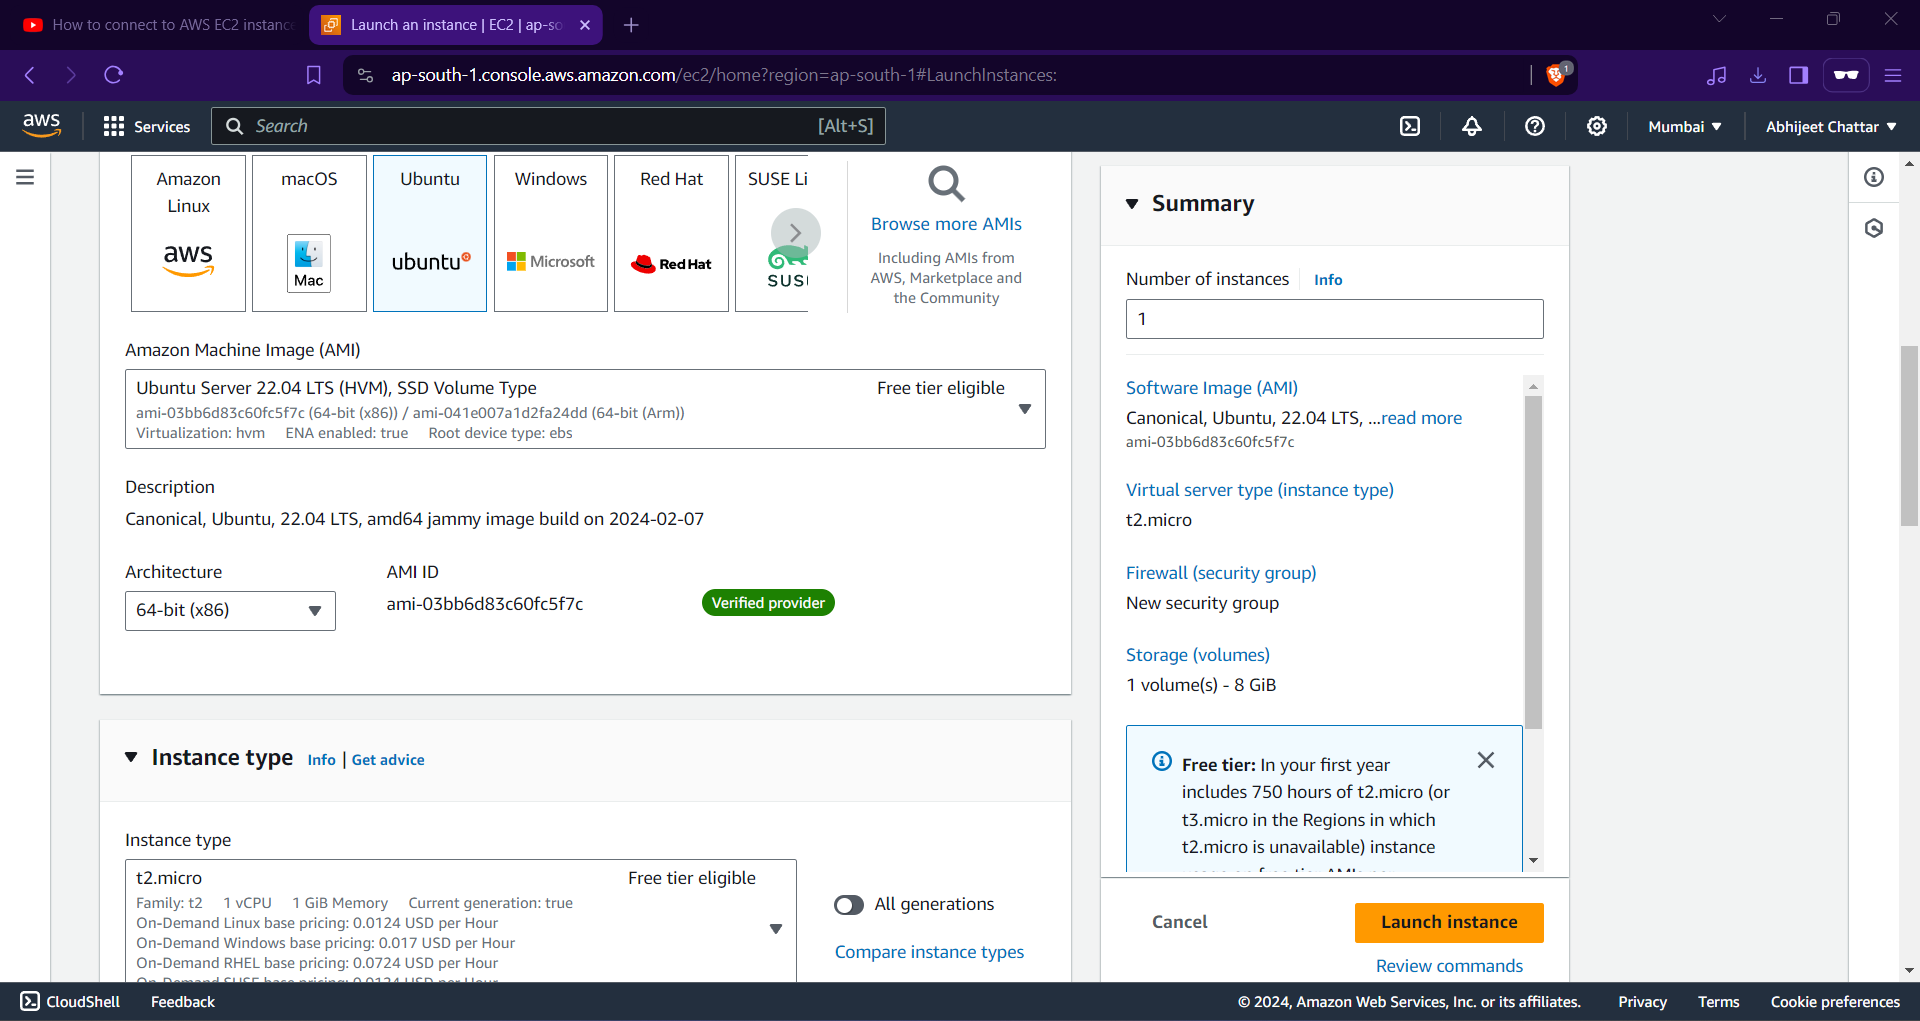 How to connect to AWS EC2 instance
Launch an instance | EC2 | ap-so
ap-south-1.console.aws.amazon.com/ec2/home?region=ap-south-1#LaunchInstances:
1
aws
Services
Search
[Alt+S]
Mumbai
Abhijeet Chattar
Amazon
Linux
aws
macOS
Mac
Ubuntu
ubuntu
Windows
Microsoft
Red Hat
Red Hat
SUSE Li
SUS
Browse more AMIs
Including AMIs from
AWS, Marketplace and
the Community
Amazon Machine Image (AMI)
Ubuntu Server 22.04 LTS (HVM), SSD Volume Type
Free tier eligible
ami-03bb6d83c60fc5f7c (64-bit (x86)) / ami-041e007a1d2fa24dd (64-bit (Arm))
Virtualization: hvm ENA enabled: true Root device type: ebs
Description
Canonical, Ubuntu, 22.04 LTS, amd64 jammy image build on 2024-02-07
Architecture
64-bit (x86)
AMI ID
ami-03bb6d83c60fc5f7c
Verified provider
Instance type Info | Get advice
Instance type
t2.micro
Free tier eligible
Family: t2 1 vCPU 1 GiB Memory Current generation: true
On-Demand Linux base pricing: 0.0124 USD per Hour
On-Demand Windows base pricing: 0.017 USD per Hour
On-Demand RHEL base pricing: 0.0724 USD per Hour
All generations
Compare instance types
Summary
Number of instances Info
1
Software Image (AMI)
Canonical, Ubuntu, 22.04 LTS, ...read more
ami-03bb6d83c60fc5f7c
Virtual server type (instance type)
t2.micro
Firewall (security group)
New security group
Storage (volumes)
1 volume(s) - 8 GiB
Free tier: In your first year
includes 750 hours of t2.micro (or
t3.micro in the Regions in which
t2.micro is unavailable) instance
Cancel
Launch instance
Review commands
CloudShell
Feedback
© 2024, Amazon Web Services, Inc. or its affiliates.
Privacy
Terms
Cookie preferences